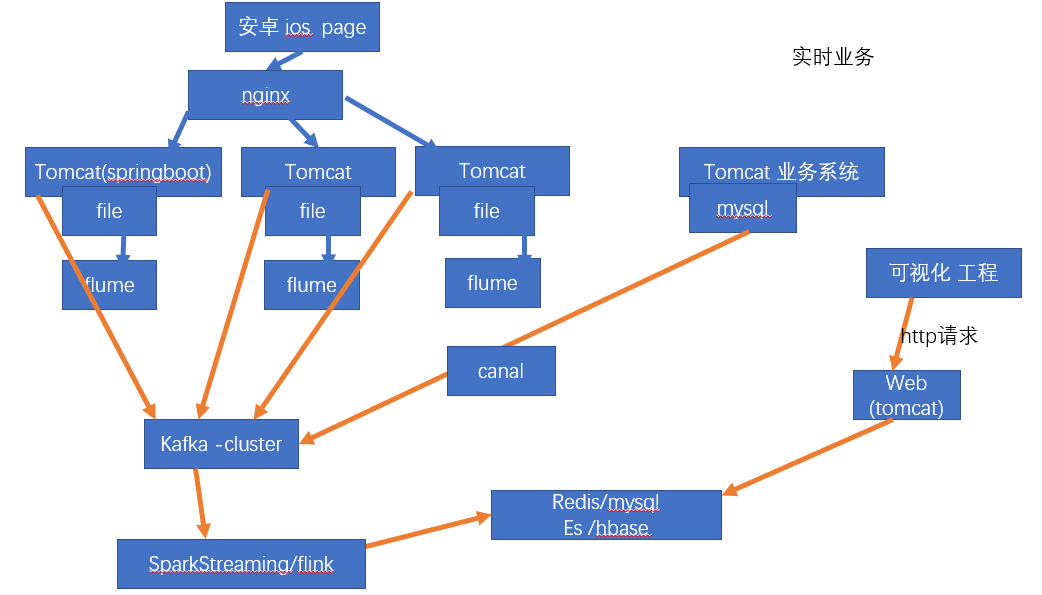 安卓 ios page
实时业务
nginx
Tomcat(springboot)
Tomcat
Tomcat
Tomcat 业务系统
file
file
file
mysql
可视化 工程
flume
flume
flume
http请求
canal
Web
(tomcat)
Kafka -cluster
Redis/mysql
Es /hbase
SparkStreaming/flink